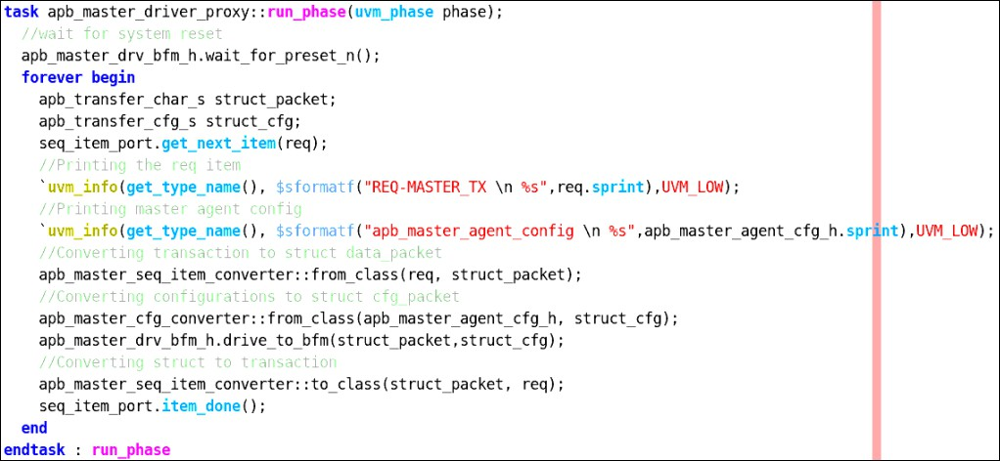 task apb_master_driver_proxy::run_phase(uvm_phase phase);
//wait for system reset
apb_master_drv_bfm_h.wait_for_preset_n();
forever begin
apb_transfer_char_s struct_packet;
apb_transfer_cfg_s struct_cfg;
seq_item_port.get_next_item(req);
//Printing the req item
`uvm_info(get_type_name(), $sformatf("REQ-MASTER_TX \n %s",req.sprint),UVM_LOW);
//Printing master agent config
`uvm_info(get_type_name(), $sformatf("apb_master_agent_config \n %s",apb_master_agent_cfg_h.sprint),UVM_LOW);
//Converting transaction to struct data_packet
apb_master_seq_item_converter::from_class(req, struct_packet);
//Converting configurations to struct cfg_packet
apb_master_cfg_converter::from_class(apb_master_agent_cfg_h, struct_cfg);
apb_master_drv_bfm_h.drive_to_bfm(struct_packet,struct_cfg);
//Converting struct to transaction
apb_master_seq_item_converter::to_class(struct_packet, req);
seq_item_port.item_done();
end
endtask : run_phase